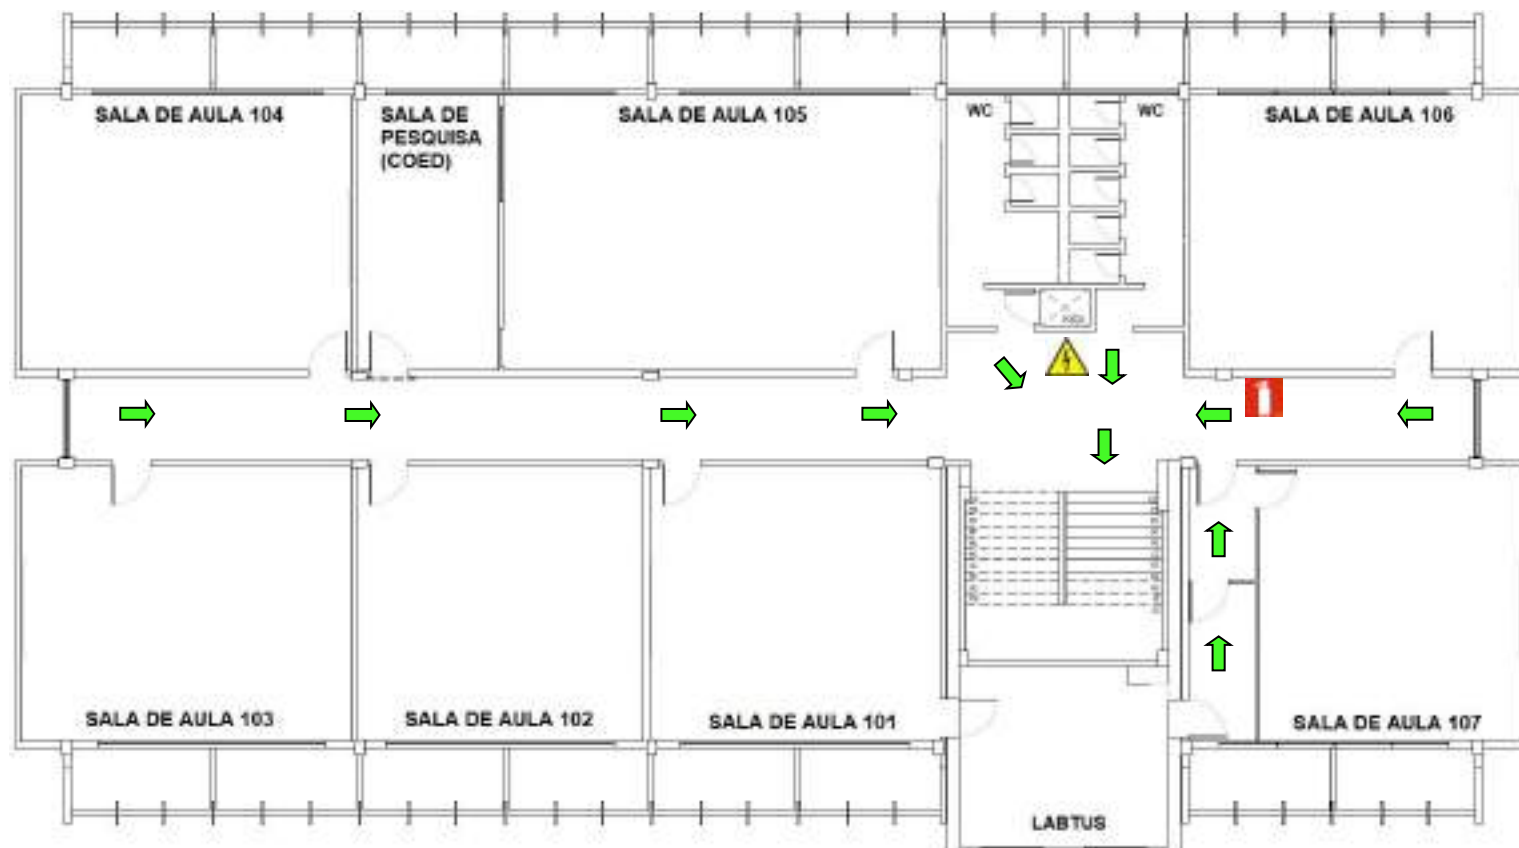 SALA DE AULA 104
SALA DE
PESQUISA
(COED)
SALA DE AULA 105
WC
WC
SALA DE AULA 106
SALA DE AULA 103
SALA DE AULA 102
SALA DE AULA 101
SALA DE AULA 107
LABTUS